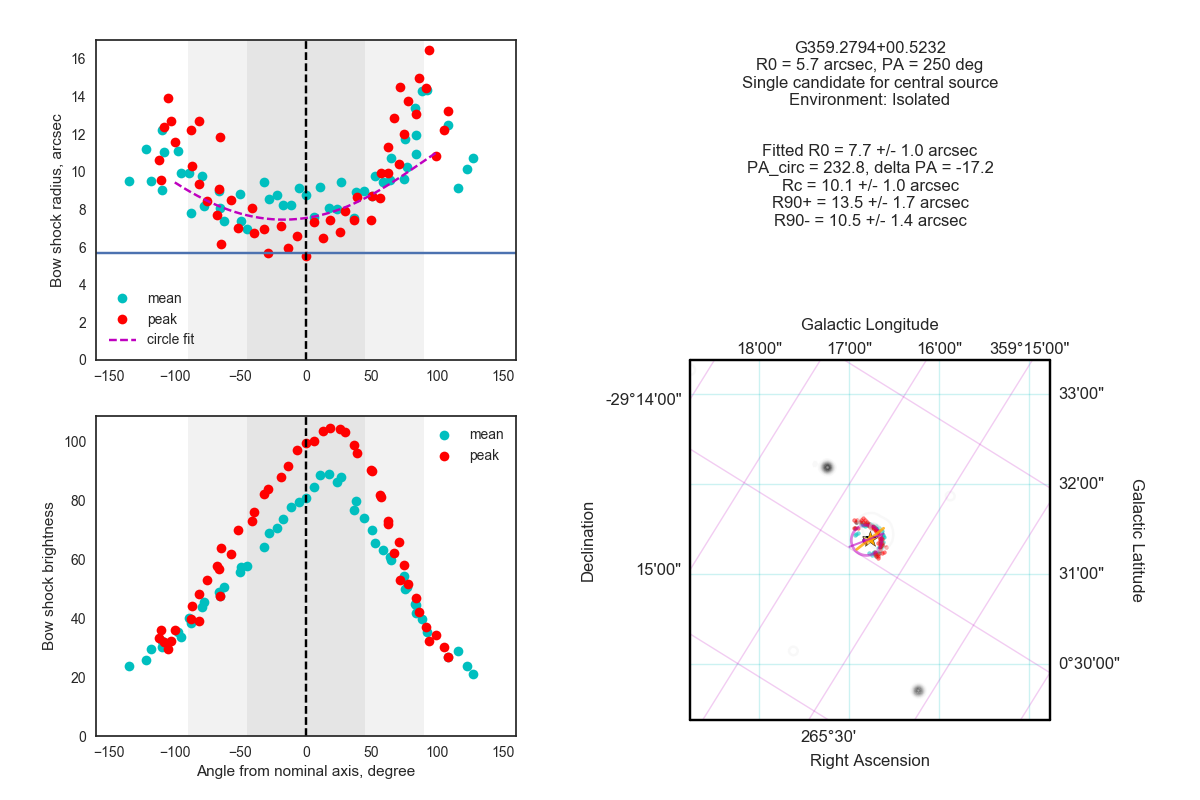 16
14
12
10
8
6
4
2
0
Bow shock radius, arcsec
mean
peak
circle fit
−150 −100 −50 0 50 100 150
100
80
60
40
20
0
Bow shock brightness
mean
peak
−150 −100 −50 0 50 100 150
Angle from nominal axis, degree
G359.2794+00.5232
R0 = 5.7 arcsec, PA = 250 deg
Single candidate for central source
Environment: Isolated
Fitted R0 = 7.7 +/- 1.0 arcsec
PA_circ = 232.8, delta PA = -17.2
Rc = 10.1 +/- 1.0 arcsec
R90+ = 13.5 +/- 1.7 arcsec
R90- = 10.5 +/- 1.4 arcsec
Galactic Longitude
18'00" 17'00" 16'00" 359°15'00"
-29°14'00"
15'00"
Declination
33'00"
32'00"
31'00"
0°30'00"
Galactic Latitude
265°30'
Right Ascension